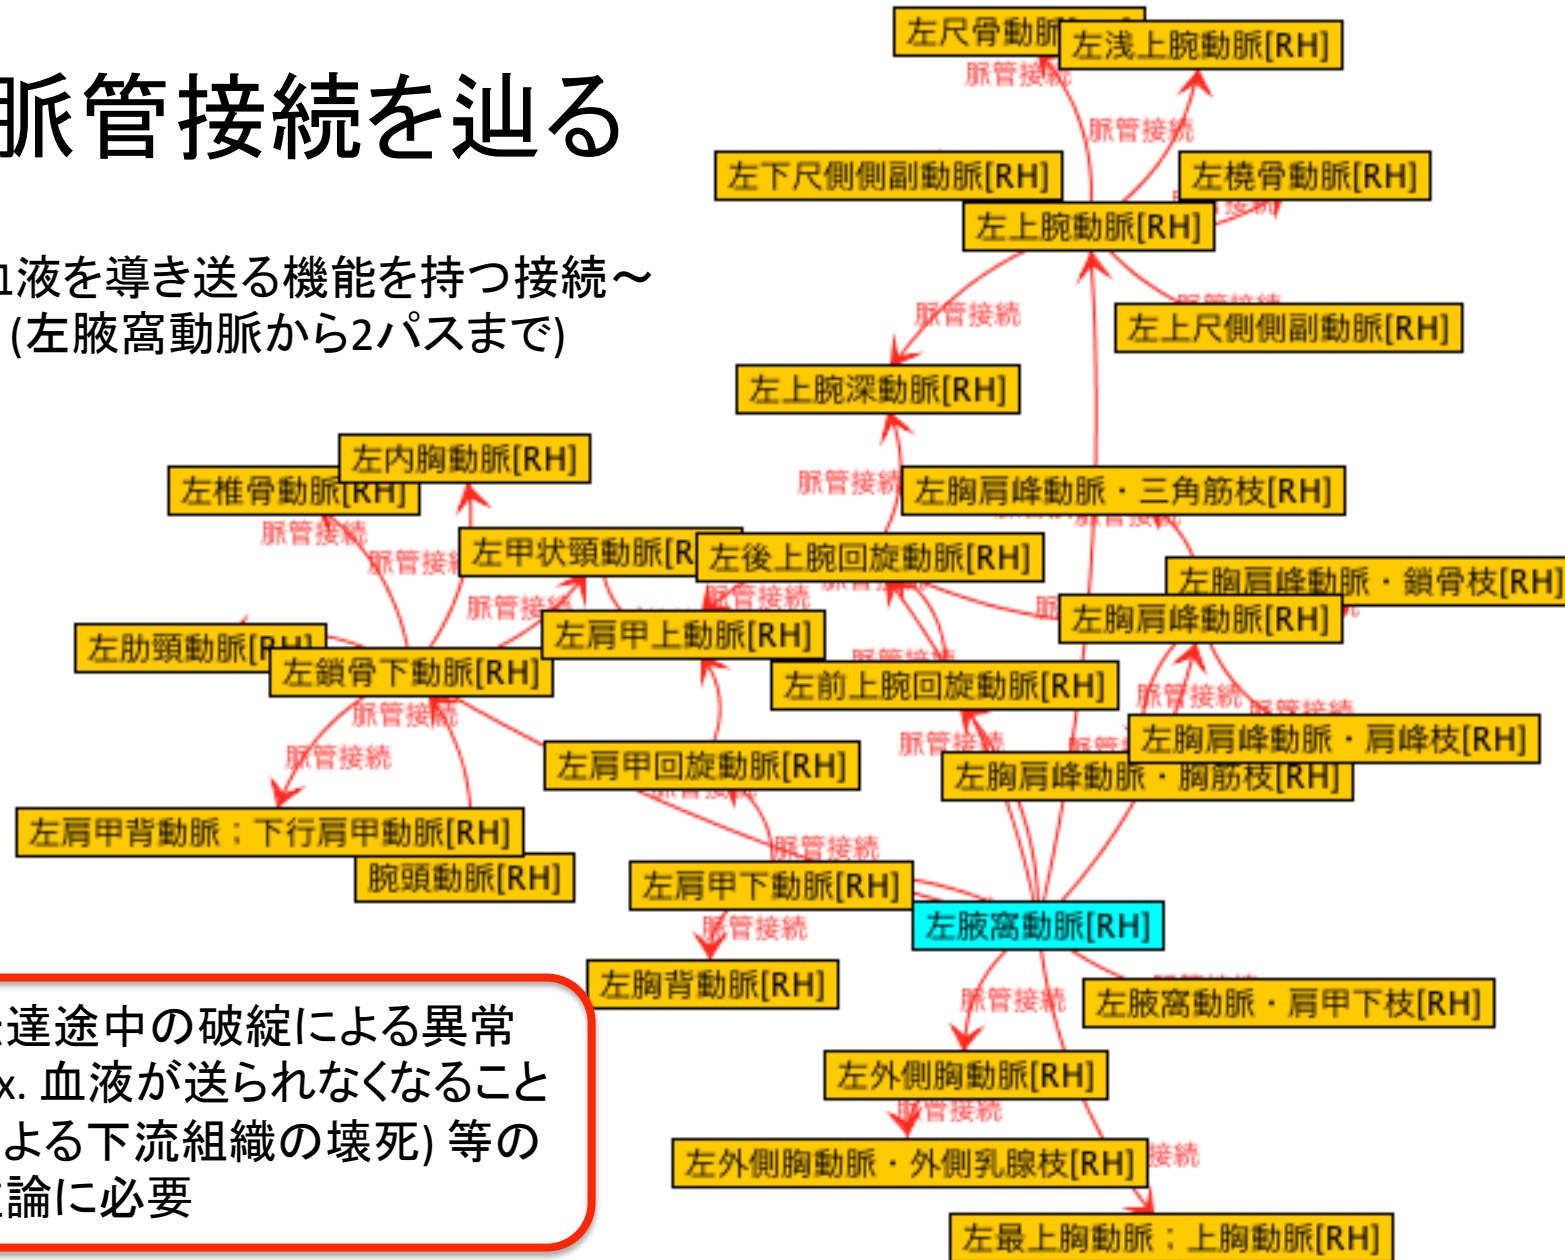 脈管接続を辿る
血液を導き送る機能を持つ接続～
(左腋窩動脈から2パスまで)
左尺骨動脈
左浅上腕動脈[RH]
脈管接続
脈管接続
左下尺側側副動脈[RH]
左橈骨動脈[RH]
左上腕動脈[RH]
脈管接続
脈管接続
左上尺側側副動脈[RH]
左上腕深動脈[RH]
左内胸動脈[RH]
左椎骨動脈[RH]
脈管接続
左胸肩峰動脈・三角筋枝[RH]
脈管接続
脈管接続
左甲状頸動脈[R
左後上腕回旋動脈[RH]
左胸肩峰動脈・鎖骨枝[RH]
脈管接続
脈管接続
左胸肩峰動脈[RH]
左肩甲上動脈[RH]
左肋頸動脈[RH]
左鎖骨下動脈[RH]
脈管接続
左前上腕回旋動脈[RH]
脈管接続
脈管接続
脈管接続
脈管接続
脈管接続
左胸肩峰動脈・肩峰枝[RH]
左肩甲回旋動脈[RH]
左胸肩峰動脈・胸筋枝[RH]
左肩甲背動脈；下行肩甲動脈[RH]
脈管接続
腕頭動脈[RH]
左肩甲下動脈[RH]
脈管接続
左腋窩動脈[RH]
左胸背動脈[RH]
脈管接続
左腋窩動脈・肩甲下枝[RH]
左外側胸動脈[RH]
脈管接続
左外側胸動脈・外側乳腺枝[RH]
接続
左最上胸動脈；上胸動脈[RH]
達途中の破綻による異常
x. 血液が送られなくなること
よる下流組織の壊死) 等の
論に必要